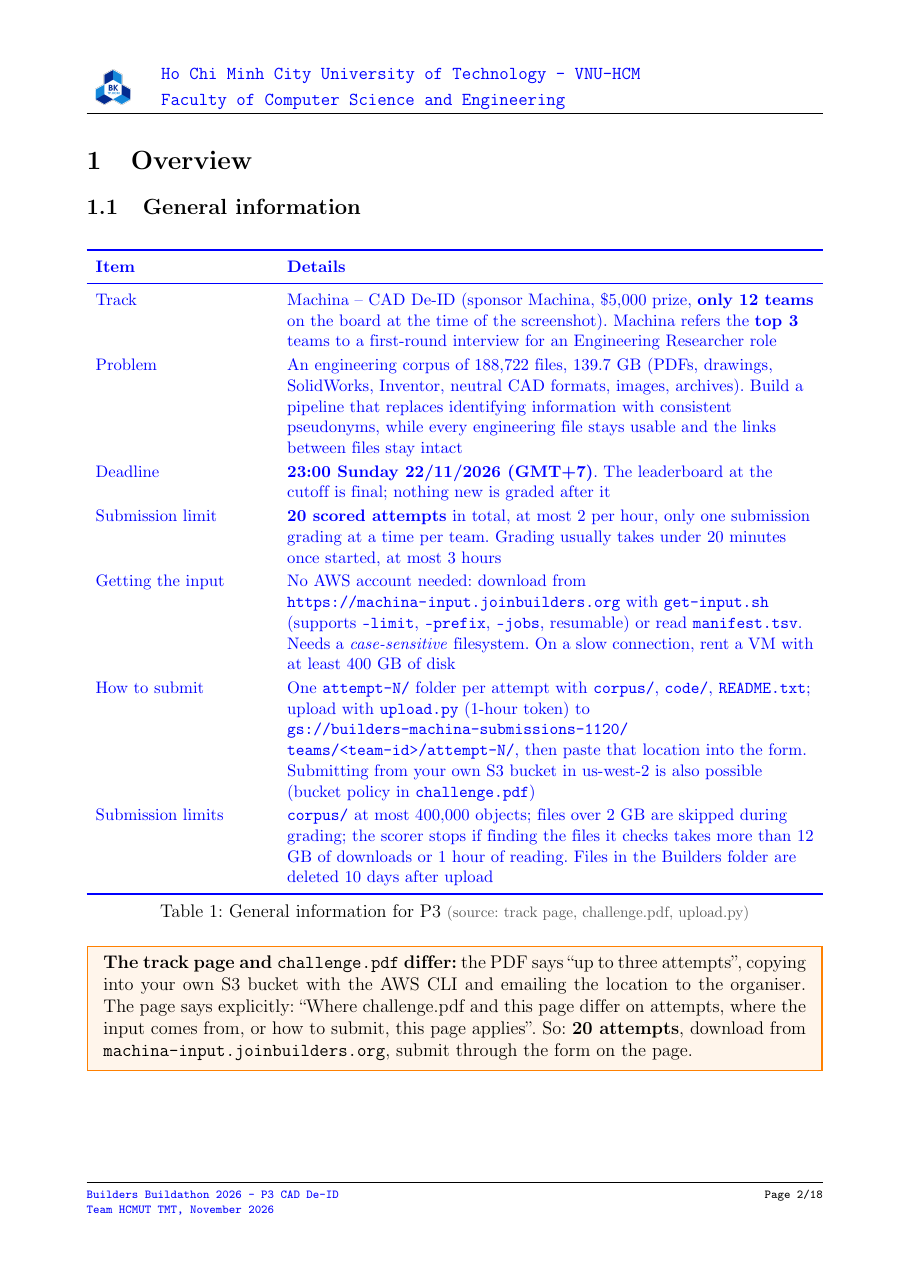 BK
Ho Chi Minh City University of Technology - VNU-HCM
Faculty of Computer Science and Engineering
1 Overview
1.1 General information
Item Details
Track Machina – CAD De-ID (sponsor Machina, $5,000 prize, only 12 teams
on the board at the time of the screenshot). Machina refers the top 3
teams to a first-round interview for an Engineering Researcher role
Problem An engineering corpus of 188,722 files, 139.7 GB (PDFs, drawings,
SolidWorks, Inventor, neutral CAD formats, images, archives). Build a
pipeline that replaces identifying information with consistent
pseudonyms, while every engineering file stays usable and the links
between files stay intact
Deadline 23:00 Sunday 22/11/2026 (GMT+7). The leaderboard at the
cutoff is final; nothing new is graded after it
Submission limit 20 scored attempts in total, at most 2 per hour, only one submission
grading at a time per team. Grading usually takes under 20 minutes
once started, at most 3 hours
Getting the input No AWS account needed: download from
https://machina-input.joinbuilders.org with get-input.sh
(supports -limit, -prefix, -jobs, resumable) or read manifest.tsv.
Needs a case-sensitive filesystem. On a slow connection, rent a VM with
at least 400 GB of disk
How to submit One attempt-N/ folder per attempt with corpus/, code/, README.txt;
upload with upload.py (1-hour token) to
gs://builders-machina-submissions-1120/
teams/<team-id>/attempt-N/, then paste that location into the form.
Submitting from your own S3 bucket in us-west-2 is also possible
(bucket policy in challenge.pdf)
Submission limits corpus/ at most 400,000 objects; files over 2 GB are skipped during
grading; the scorer stops if finding the files it checks takes more than 12
GB of downloads or 1 hour of reading. Files in the Builders folder are
deleted 10 days after upload
Table 1: General information for P3 (source: track page, challenge.pdf, upload.py)
The track page and challenge.pdf differ: the PDF says “up to three attempts”, copying
into your own S3 bucket with the AWS CLI and emailing the location to the organiser.
The page says explicitly: “Where challenge.pdf and this page differ on attempts, where the
input comes from, or how to submit, this page applies”. So: 20 attempts, download from
machina-input.joinbuilders.org, submit through the form on the page.
Builders Buildathon 2026 - P3 CAD De-ID Page 2/18
Team HCMUT TMT, November 2026